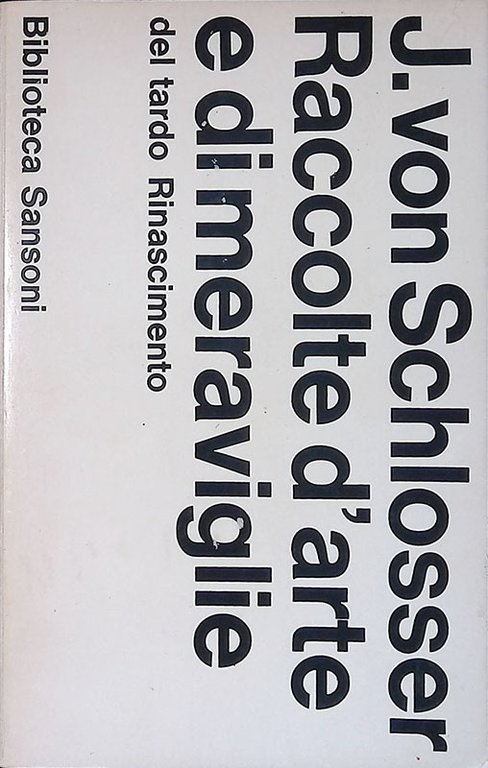 J. von Schlosser
Raccolte d'arte
e di meraviglie
del tardo Rinascimento
Biblioteca Sansoni